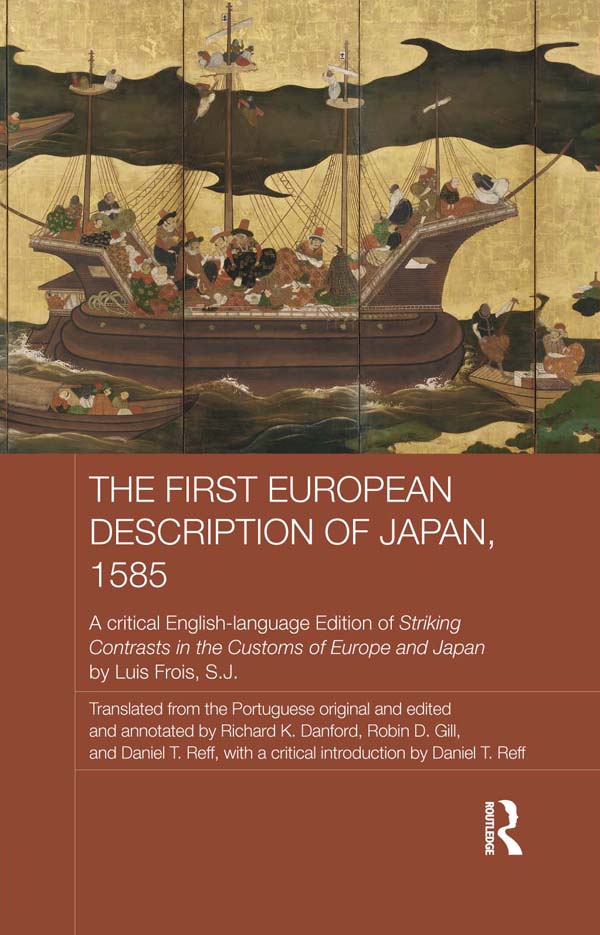 THE FIRST EUROPEAN
DESCRIPTION OF JAPAN,
1585
A critical English-language Edition of Striking
Contrasts in the Customs of Europe and Japan
by Luis Frois, S.J.
Translated from the Portuguese original and edited
and annotated by Richard K. Danford, Robin D. Gill,
and Daniel T. Reff, with a critical introduction by Daniel T. Reff
ROUTLEDGE